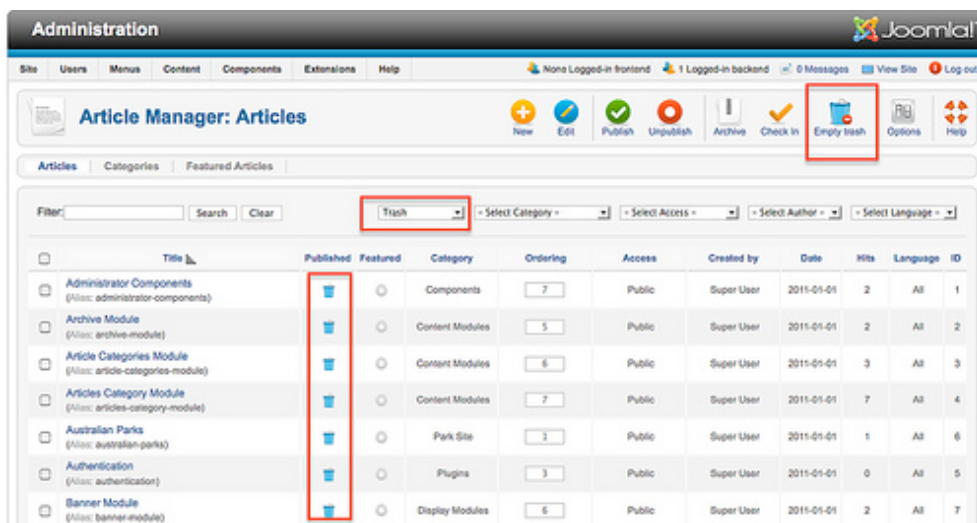 Administration
Joomla!
Site Users Menus Content Components Extensions Help None Logged-in frontend 1 Logged-in backend 0 Messages View Site Log out
Article Manager: Articles
New Edit Publish Unpublish Archive Check In Empty trash Options Help
Articles Categories Featured Articles
Filter: Search Clear Trash - Select Category - - Select Access - - Select Author - - Select Language -
Title Published Featured Category Ordering Access Created by Date Hits Language ID
Administrator Components Components 7 Public Super User 2011-01-01 2 All 1
(Alias: administrator-components)
Archive Module Content Modules 5 Public Super User 2011-01-01 2 All 2
(Alias: archive-module)
Article Categories Module Content Modules 6 Public Super User 2011-01-01 3 All 3
(Alias: article-categories-module)
Articles Category Module Content Modules 7 Public Super User 2011-01-01 7 All 4
(Alias: articles-category-module)
Australian Parks Park Site 1 Public Super User 2011-01-01 1 All 6
(Alias: australian-parks)
Authentication Plugins 3 Public Super User 2011-01-01 0 All 5
(Alias: authentication)
Banner Module Display Modules 6 Public Super User 2011-01-01 2 All 7
(Alias: banner-module)